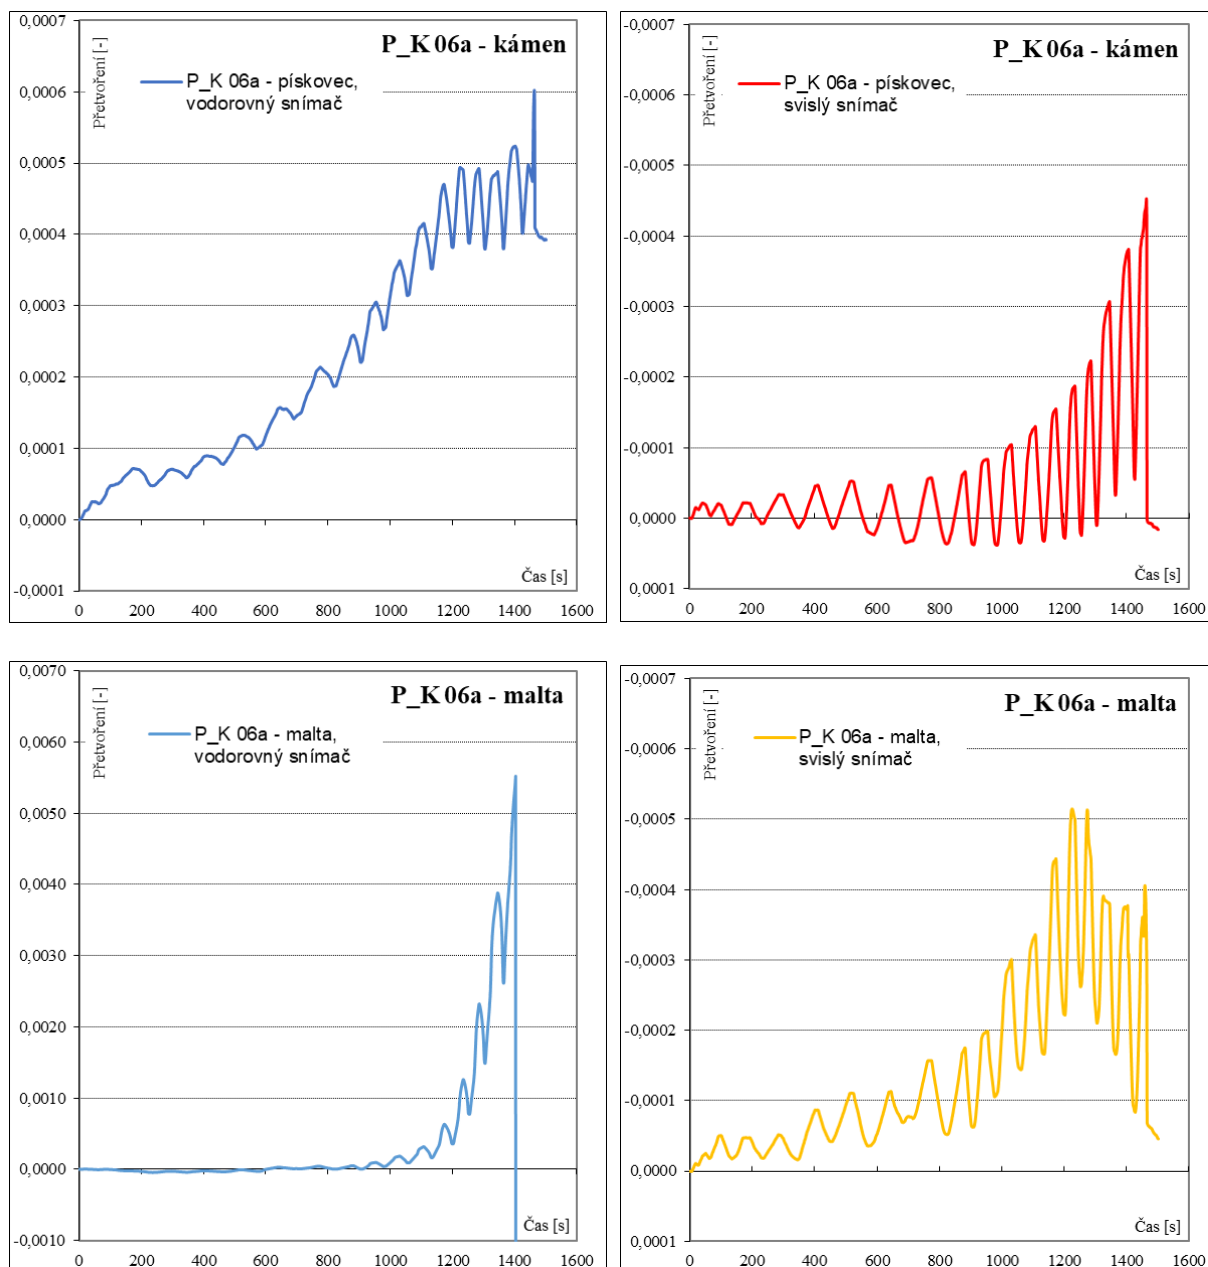 P_K 06a - kámen
Přetvoření [-]
P_K 06a - pískovec,
vodorovný snímač
0,0007
0,0006
0,0005
0,0004
0,0003
0,0002
0,0001
0,0000
-0,0001
Čas [s]
0 200 400 600 800 1000 1200 1400 1600
P_K 06a - kámen
Přetvoření [-]
P_K 06a - pískovec,
svislý snímač
-0,0007
-0,0006
-0,0005
-0,0004
-0,0003
-0,0002
-0,0001
0,0000
0,0001
Čas [s]
0 200 400 600 800 1000 1200 1400 1600
P_K 06a - malta
Přetvoření [-]
P_K 06a - malta,
vodorovný snímač
0,0070
0,0060
0,0050
0,0040
0,0030
0,0020
0,0010
0,0000
-0,0010
Čas [s]
0 200 400 600 800 1000 1200 1400 1600
P_K 06a - malta
Přetvoření [-]
P_K 06a - malta,
svislý snímač
-0,0007
-0,0006
-0,0005
-0,0004
-0,0003
-0,0002
-0,0001
0,0000
0,0001
Čas [s]
0 200 400 600 800 1000 1200 1400 1600